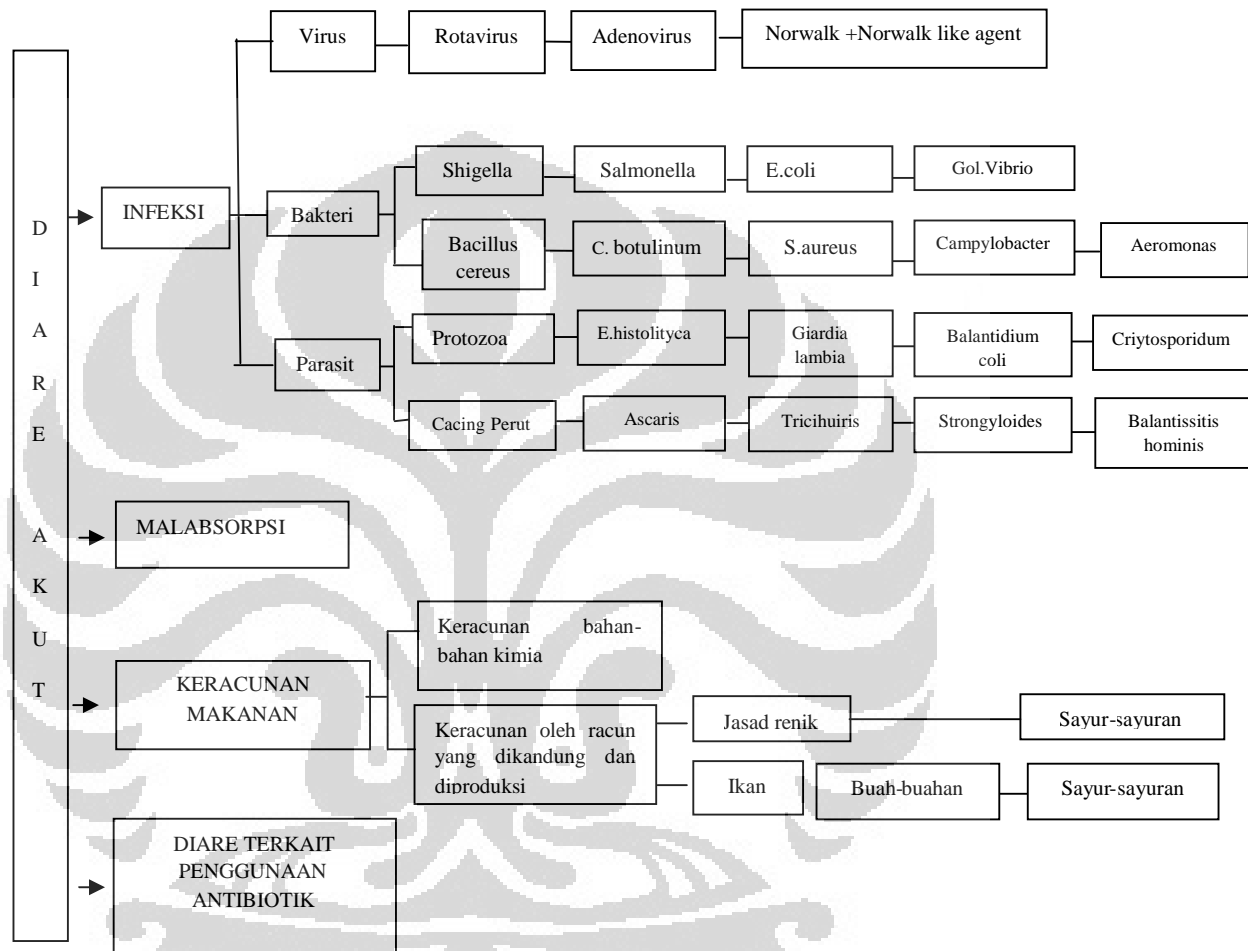 Virus
Rotavirus
Adenovirus
Norwalk +Norwalk like agent
Shigella
Salmonella
E.coli
Gol.Vibrio
INFEKSI
Bakteri
Bacillus
cereus
C. botulinum
S.aureus
Campylobacter
Aeromonas
Protozoa
E.histolityca
Giardia
lambia
Balantidium
coli
Criytosporidum
Parasit
Cacing Perut
Ascaris
Tricihuiris
Strongyloides
Balantissitis
hominis
D
I
A
R
E
A
K
U
T
MALABSORPSI
Keracunan bahan-
bahan kimia
KERACUNAN
MAKANAN
Keracunan oleh racun
yang dikandung dan
diproduksi
Jasad renik
Sayur-sayuran
Ikan
Buah-buahan
Sayur-sayuran
DIARE TERKAIT
PENGGUNAAN
ANTIBIOTIK